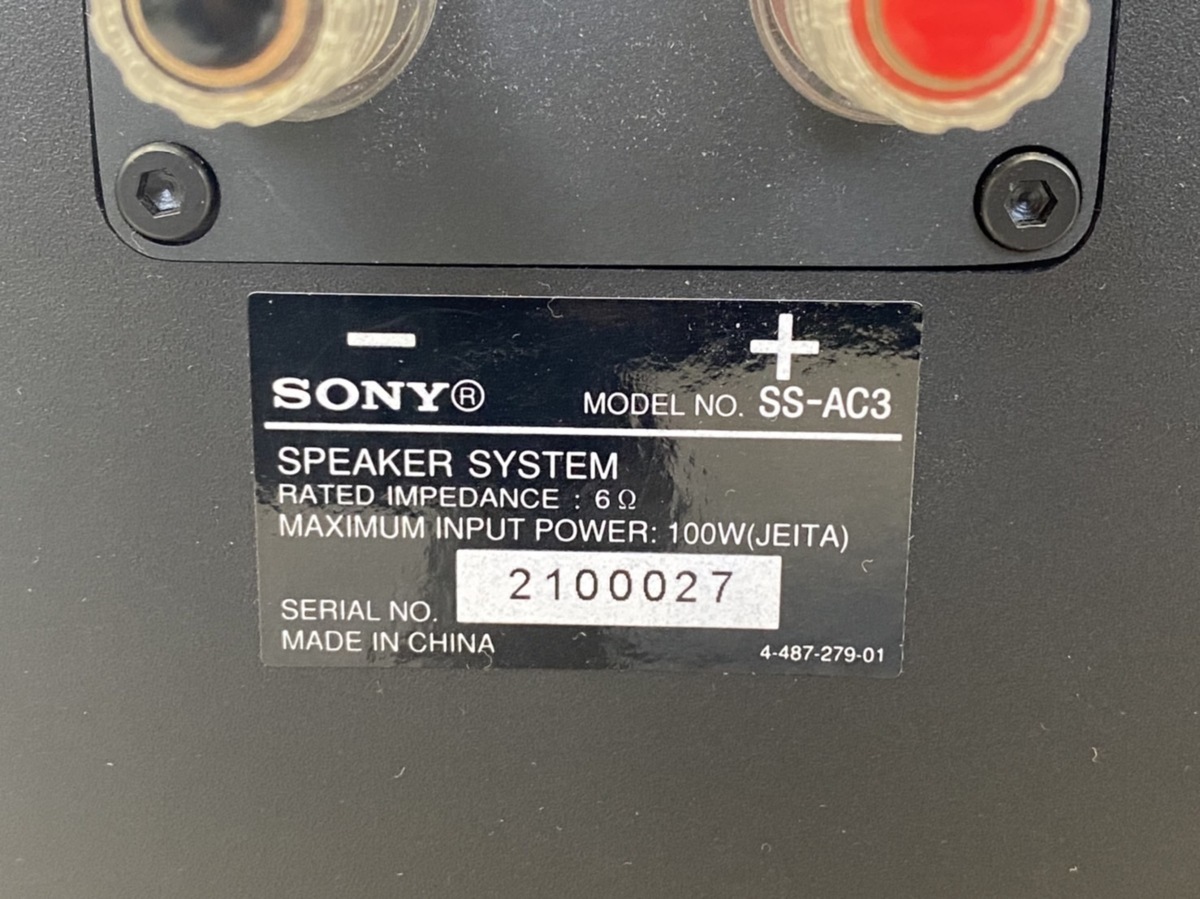 − +
SONY® MODEL NO. SS-AC3
SPEAKER SYSTEM
RATED IMPEDANCE : 6 Ω
MAXIMUM INPUT POWER: 100W(JEITA)
2100027
SERIAL NO.
MADE IN CHINA 4-487-279-01